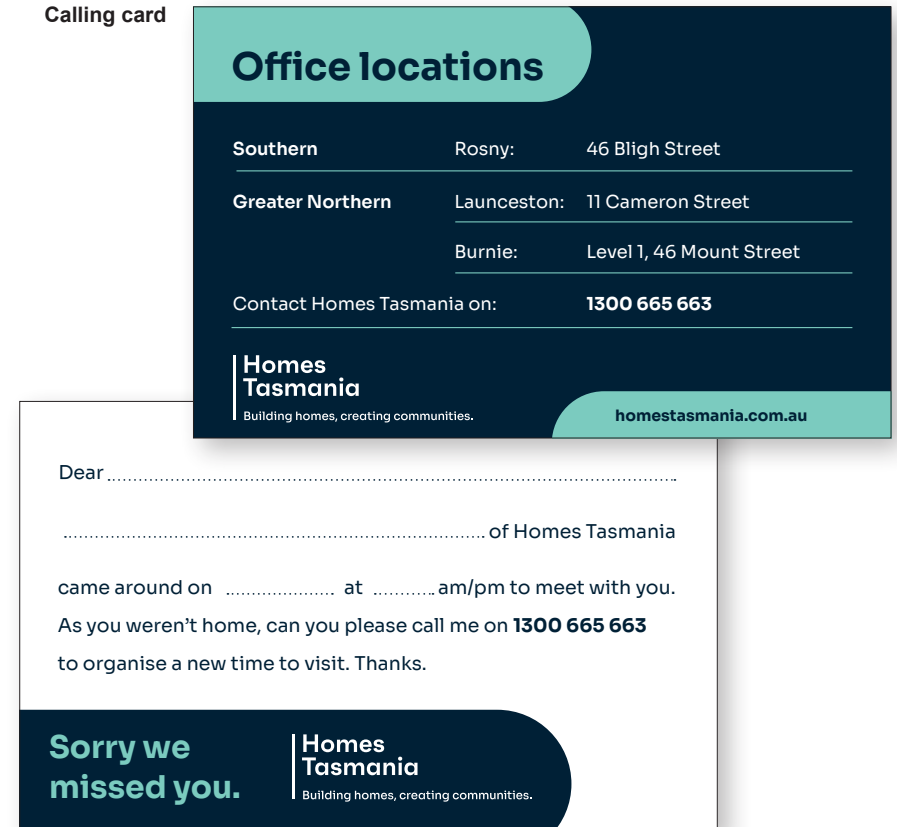 Calling card
Office locations
Southern Rosny: 46 Bligh Street
Greater Northern Launceston: 11 Cameron Street
Burnie: Level 1, 46 Mount Street
Contact Homes Tasmania on: 1300 665 663
Homes
Tasmania
Building homes, creating communities.
homestasmania.com.au
Dear
of Homes Tasmania
came around on at am/pm to meet with you.
As you weren’t home, can you please call me on 1300 665 663
to organise a new time to visit. Thanks.
Sorry we
missed you.
Homes
Tasmania
Building homes, creating communities.